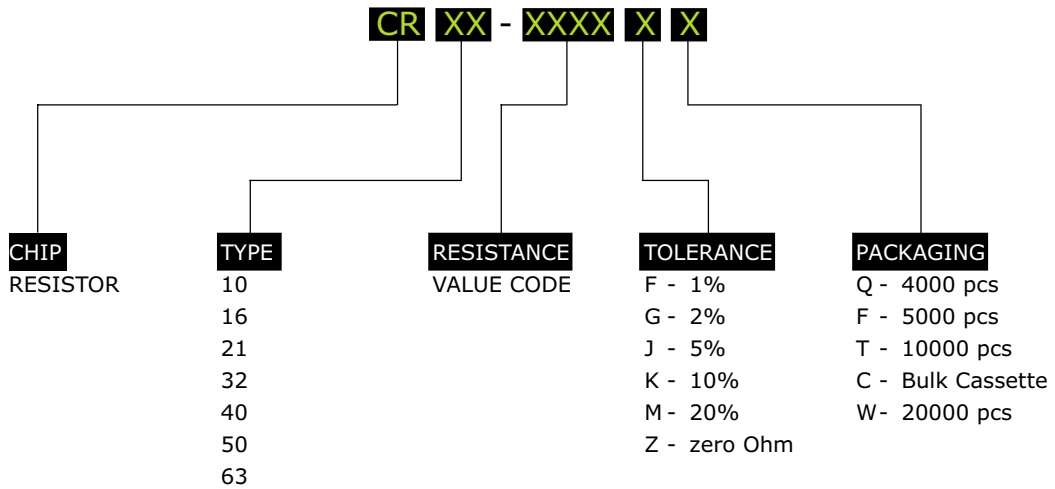 CR XX - XXXX X X
CHIP TYPE RESISTANCE TOLERANCE PACKAGING
RESISTOR 10 VALUE CODE F - 1% Q - 4000 pcs
16 G - 2% F - 5000 pcs
21 J - 5% T - 10000 pcs
32 K - 10% C - Bulk Cassette
40 M - 20% W - 20000 pcs
50 Z - zero Ohm
63